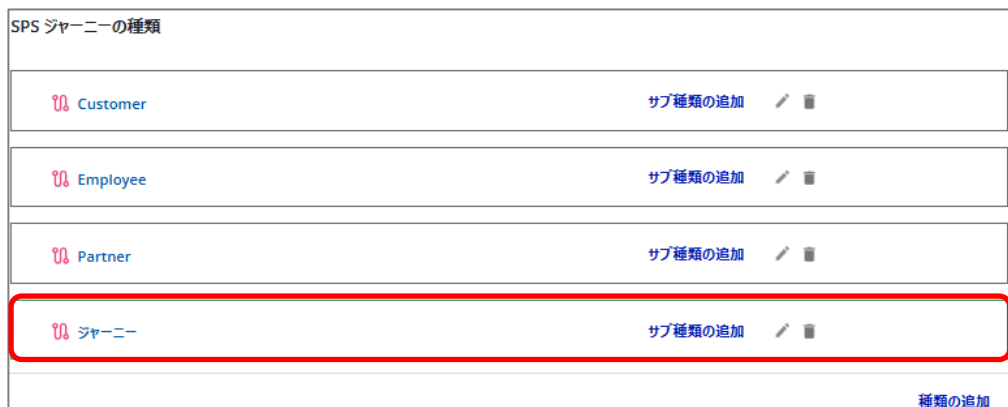 SPS ジャーニーの種類
Customer サブ種類の追加
Employee サブ種類の追加
Partner サブ種類の追加
ジャーニー サブ種類の追加
種類の追加